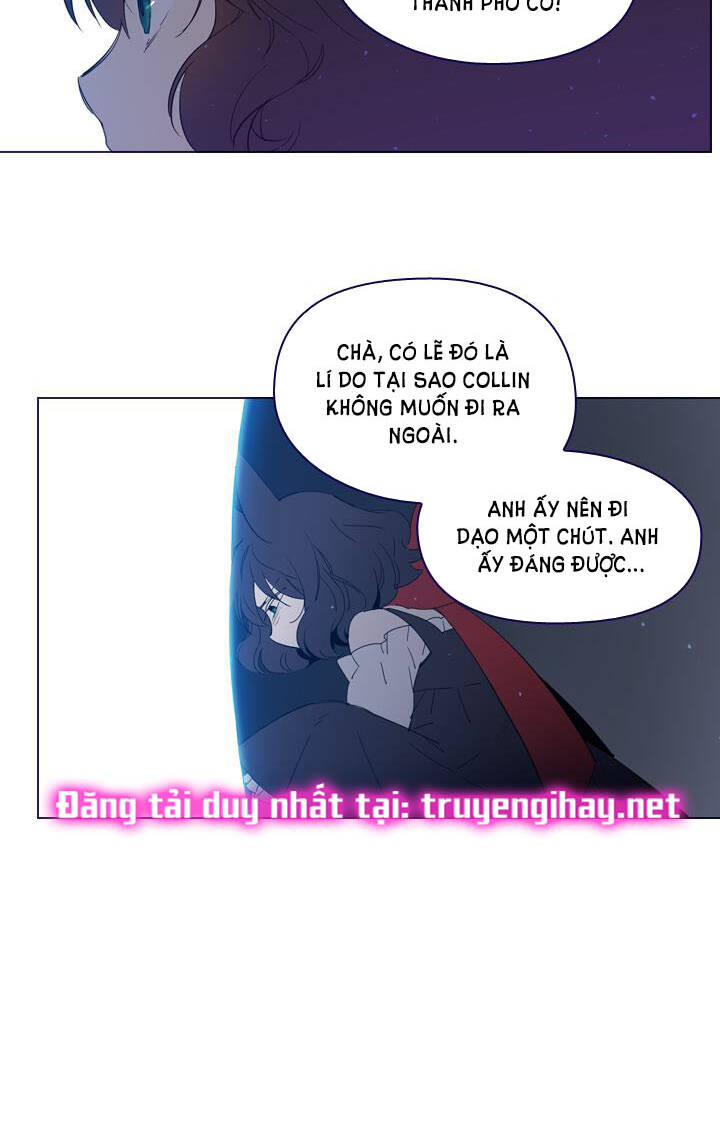 THÀNH PHỐ CỔ!
CHÀ, CÓ LẼ ĐÓ LÀ
LÍ DO TẠI SAO COLLIN
KHÔNG MUỐN ĐI RA
NGOÀI.
ANH ẤY NÊN ĐI
DẠO MỘT CHÚT. ANH
ẤY ĐÁNG ĐƯỢC...
Đăng tải duy nhất tại: truyengihay.net